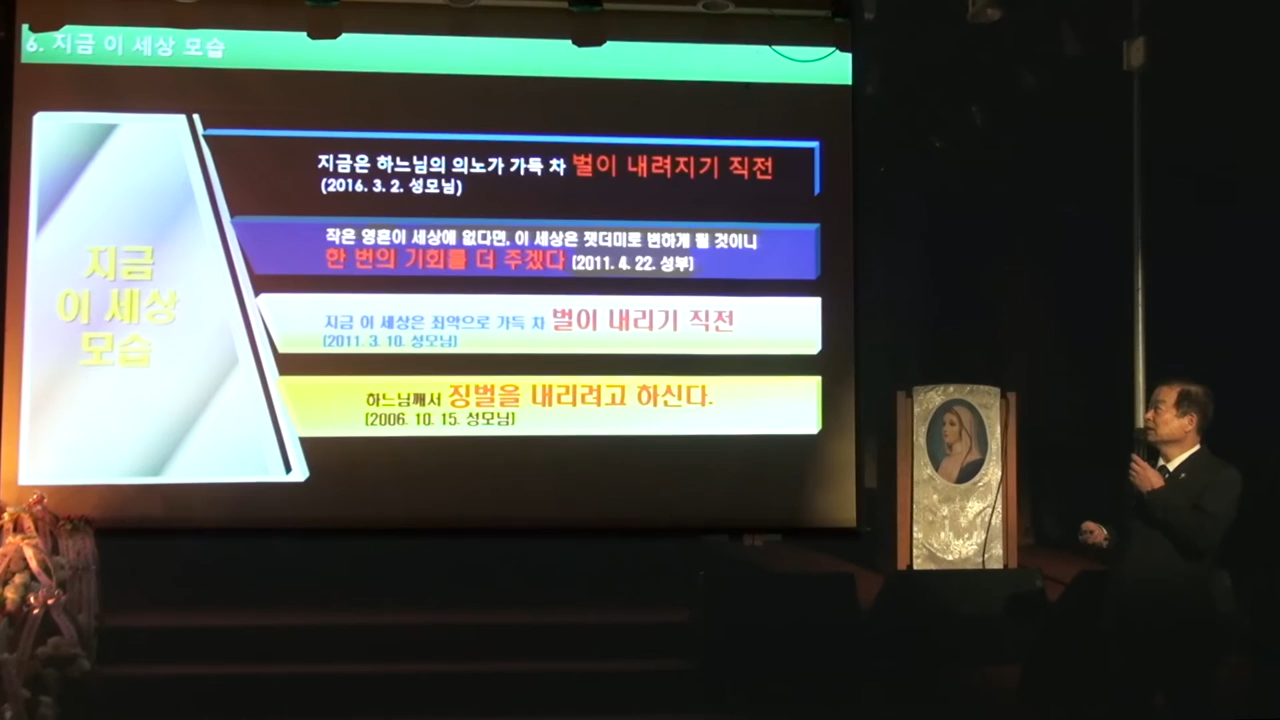 6. 지금 이 세상 모습
지금
이 세상
모습
지금은 하느님의 의노가 가득 차 벌이 내려지기 직전
(2016. 3. 2. 성모님)
작은 영혼이 세상에 없다면, 이 세상은 잿더미로 변하게 될 것이니
한 번의 기회를 더 주겠다 (2011. 4. 22. 성부)
지금 이 세상은 죄악으로 가득 차 벌이 내리기 직전
(2011. 3. 10. 성모님)
하느님께서 징벌을 내리려고 하신다.
(2006. 10. 15. 성모님)